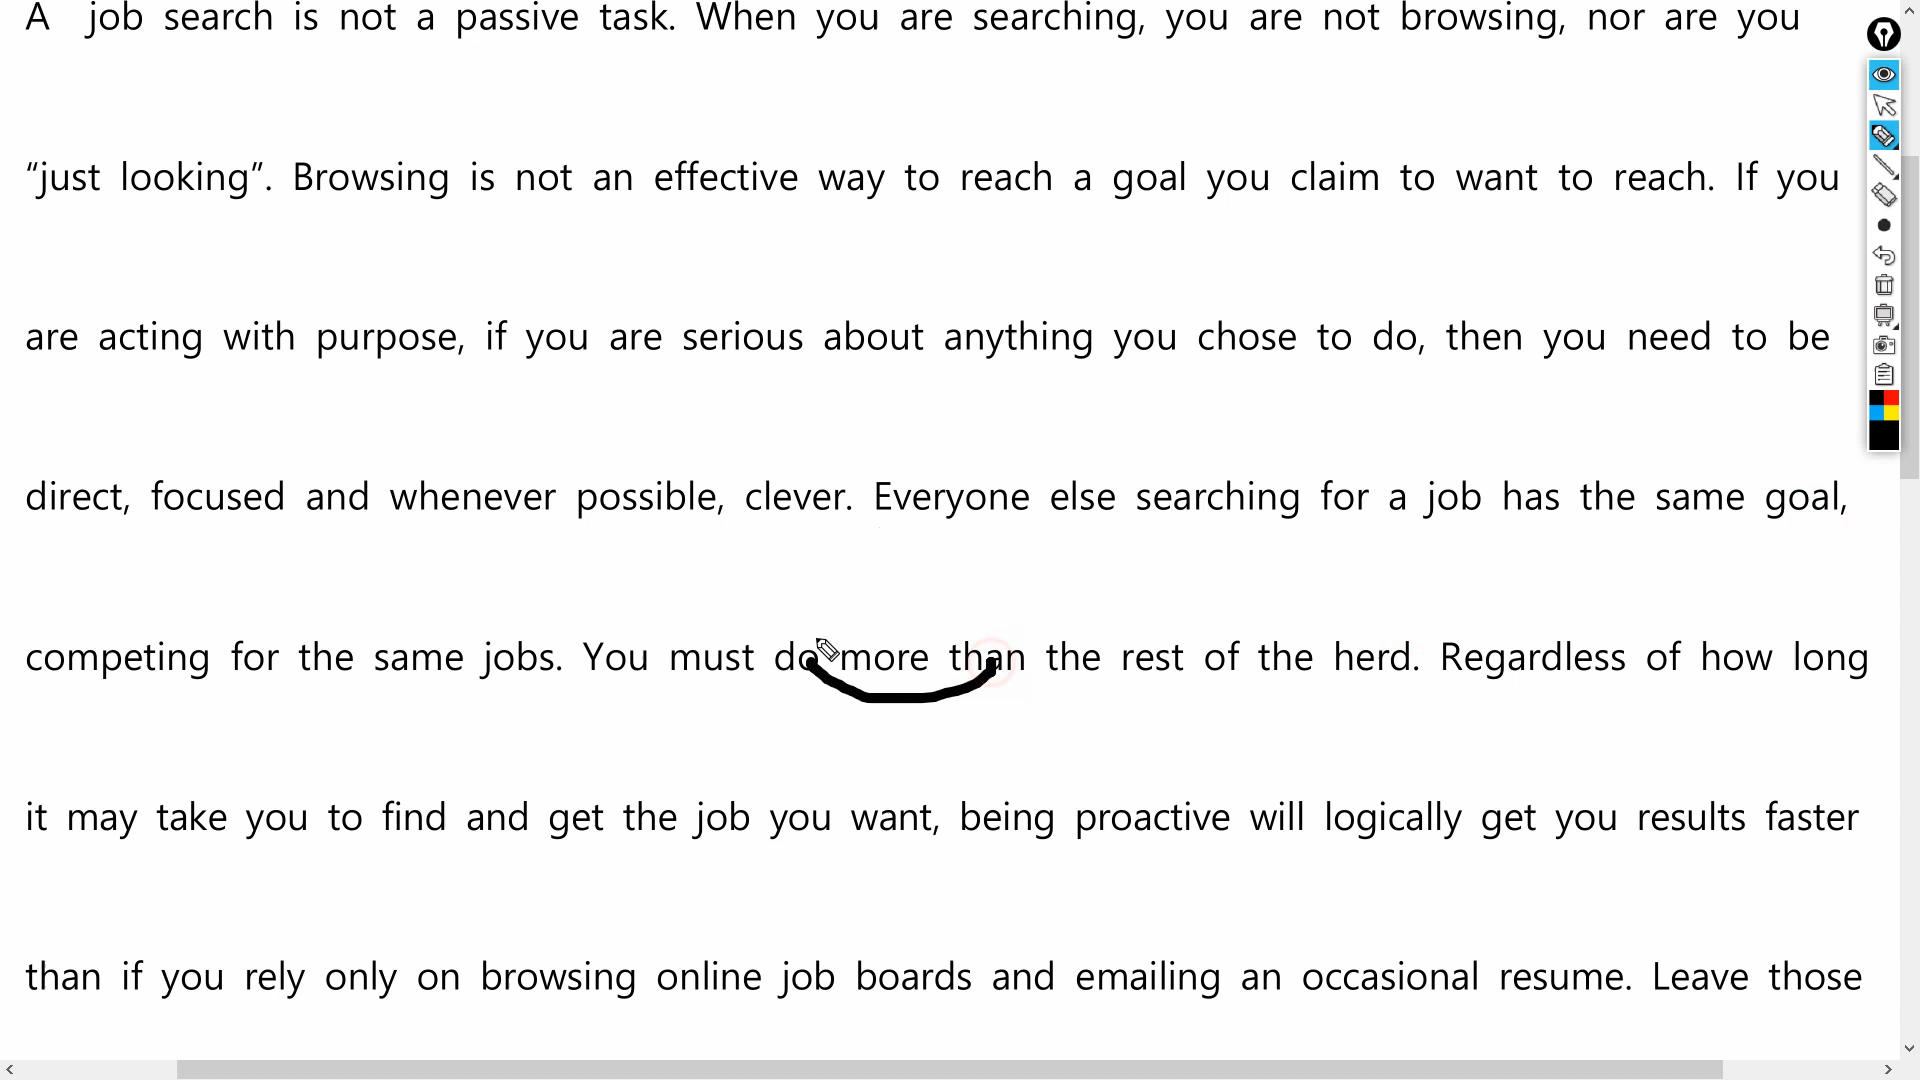 A job search is not a passive task. When you are searching, you are not browsing, nor are you
“just looking”. Browsing is not an effective way to reach a goal you claim to want to reach. If you
are acting with purpose, if you are serious about anything you chose to do, then you need to be
direct, focused and whenever possible, clever. Everyone else searching for a job has the same goal,
competing for the same jobs. You must do more than the rest of the herd. Regardless of how long
it may take you to find and get the job you want, being proactive will logically get you results faster
than if you rely only on browsing online job boards and emailing an occasional resume. Leave those